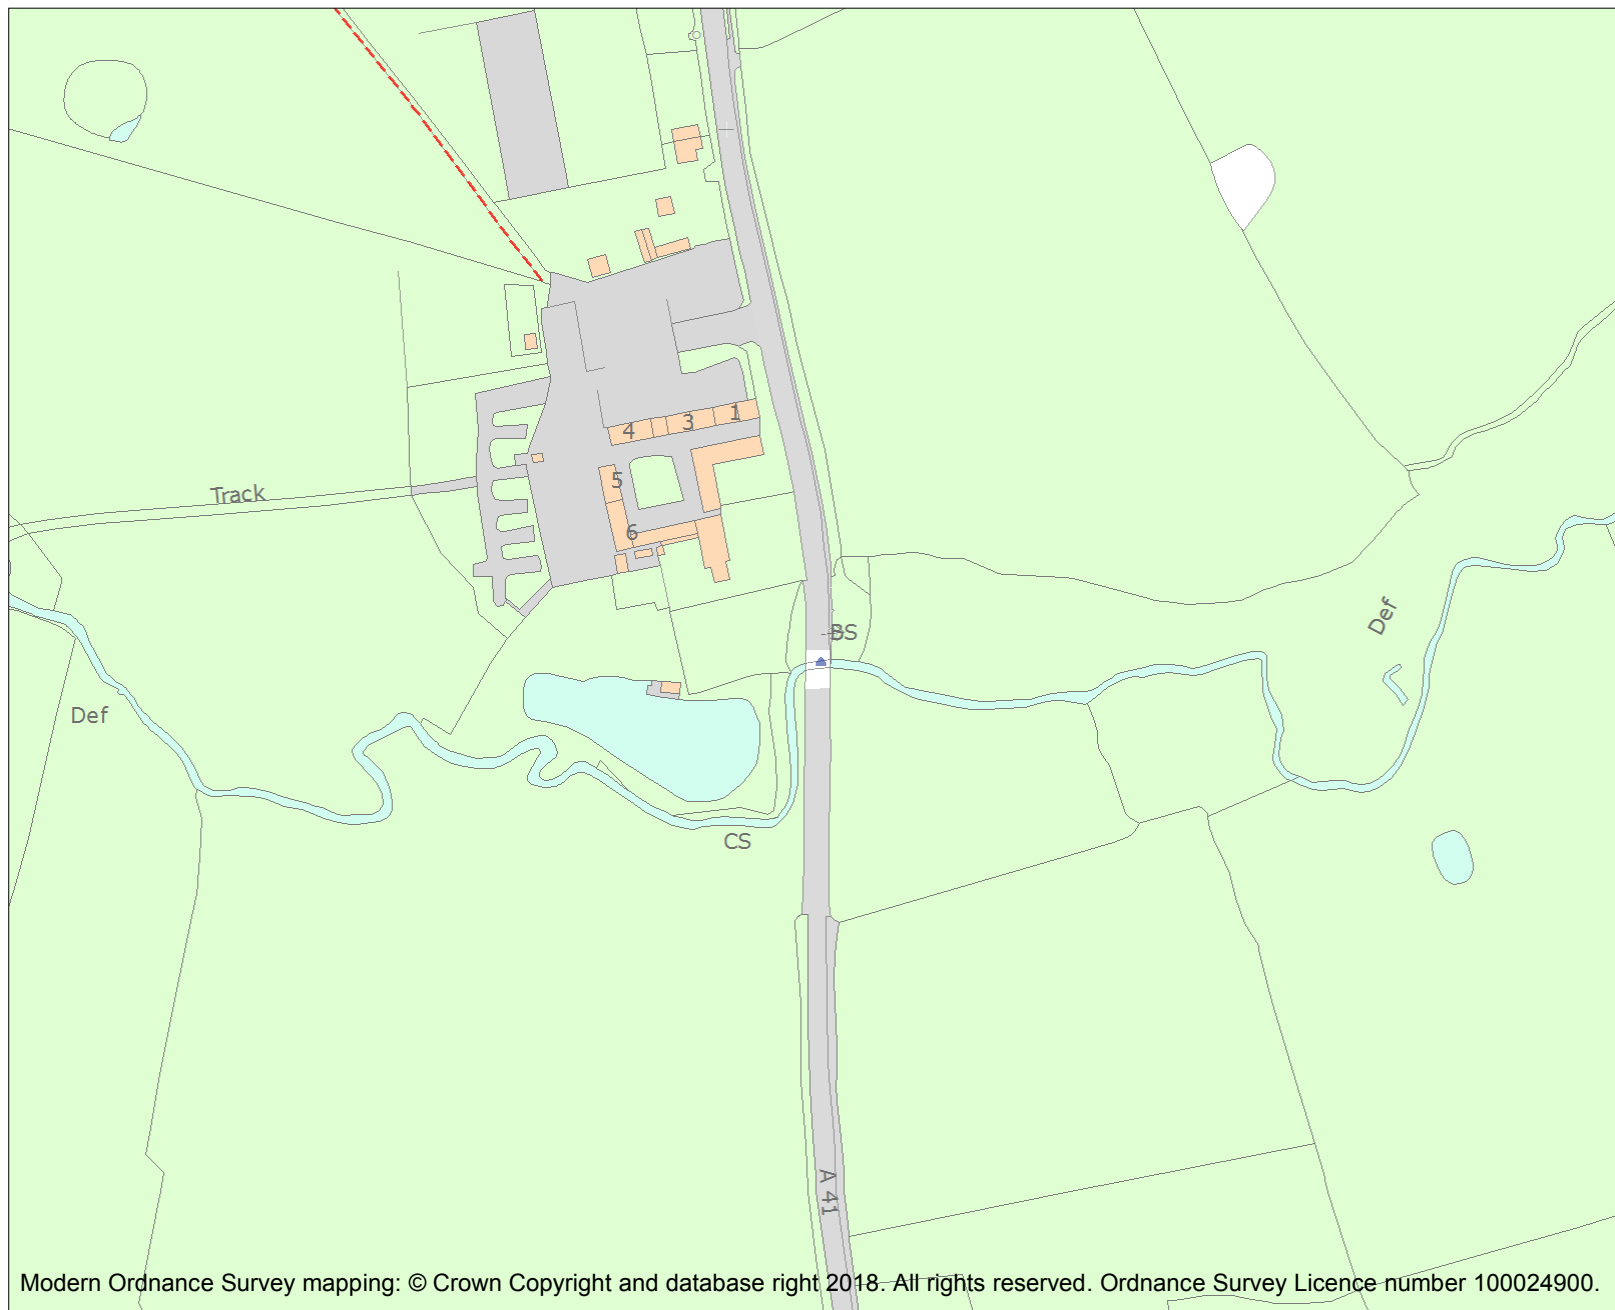 1
3
4
5
Track
6
Def
BS
Def
CS
A 41
Modern Ordnance Survey mapping: © Crown Copyright and database right 2018. All rights reserved. Ordnance Survey Licence number 100024900.